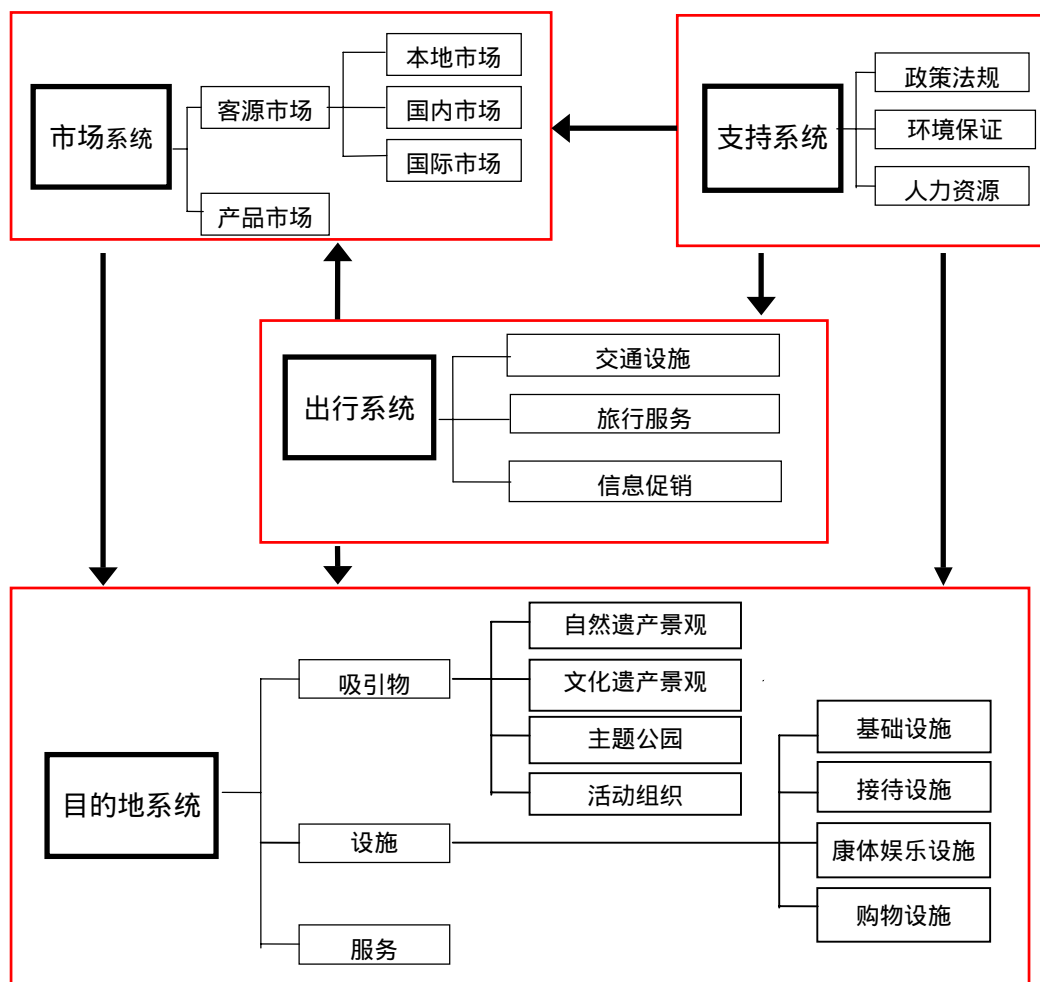 市场系统
客源市场
产品市场
本地市场
国内市场
国际市场
支持系统
政策法规
环境保证
人力资源
出行系统
交通设施
旅行服务
信息促销
目的地系统
吸引物
自然遗产景观
文化遗产景观
主题公园
活动组织
设施
基础设施
接待设施
康体娱乐设施
购物设施
服务